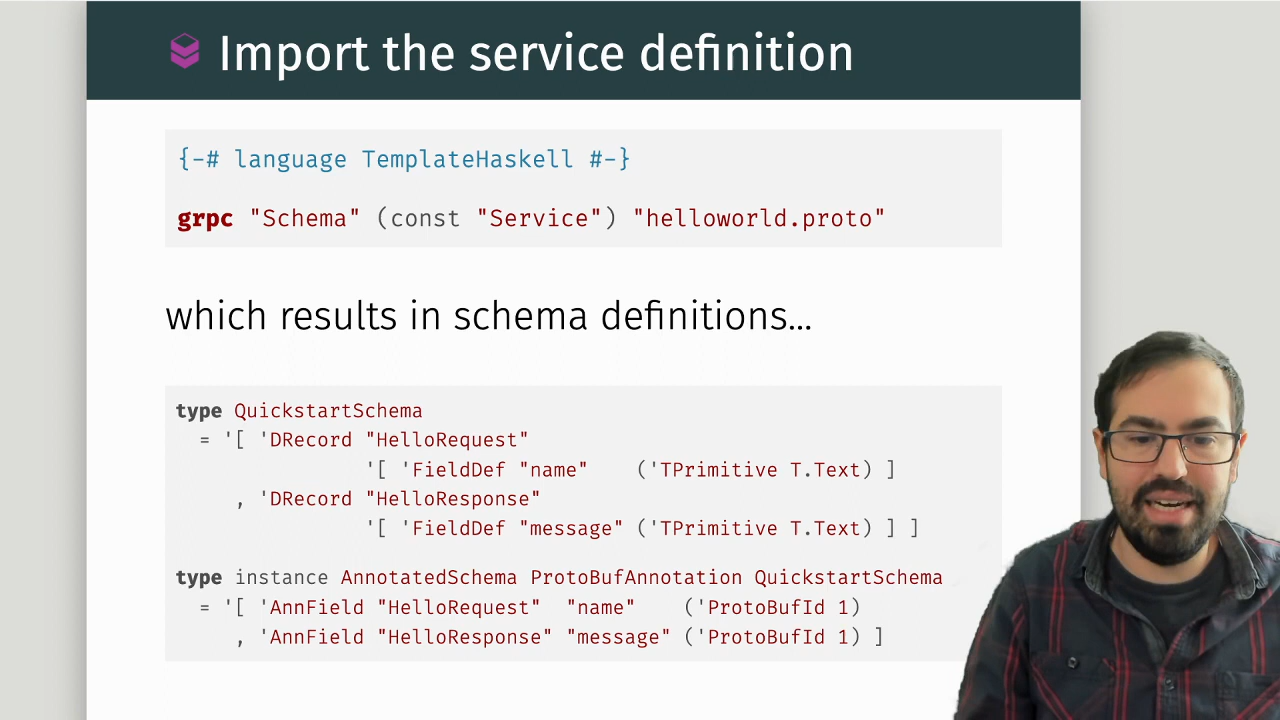 Import the service definition
{-# language TemplateHaskell #-}
grpc "Schema" (const "Service") "helloworld.proto"
which results in schema definitions...
type QuickstartSchema
= '[ 'DRecord "HelloRequest"
'[ 'FieldDef "name" ('TPrimitive T.Text) ]
, 'DRecord "HelloResponse"
'[ 'FieldDef "message" ('TPrimitive T.Text) ] ]
type instance AnnotatedSchema ProtoBufAnnotation QuickstartSchema
= '[ 'AnnField "HelloRequest" "name" ('ProtoBufId 1)
, 'AnnField "HelloResponse" "message" ('ProtoBufId 1) ]